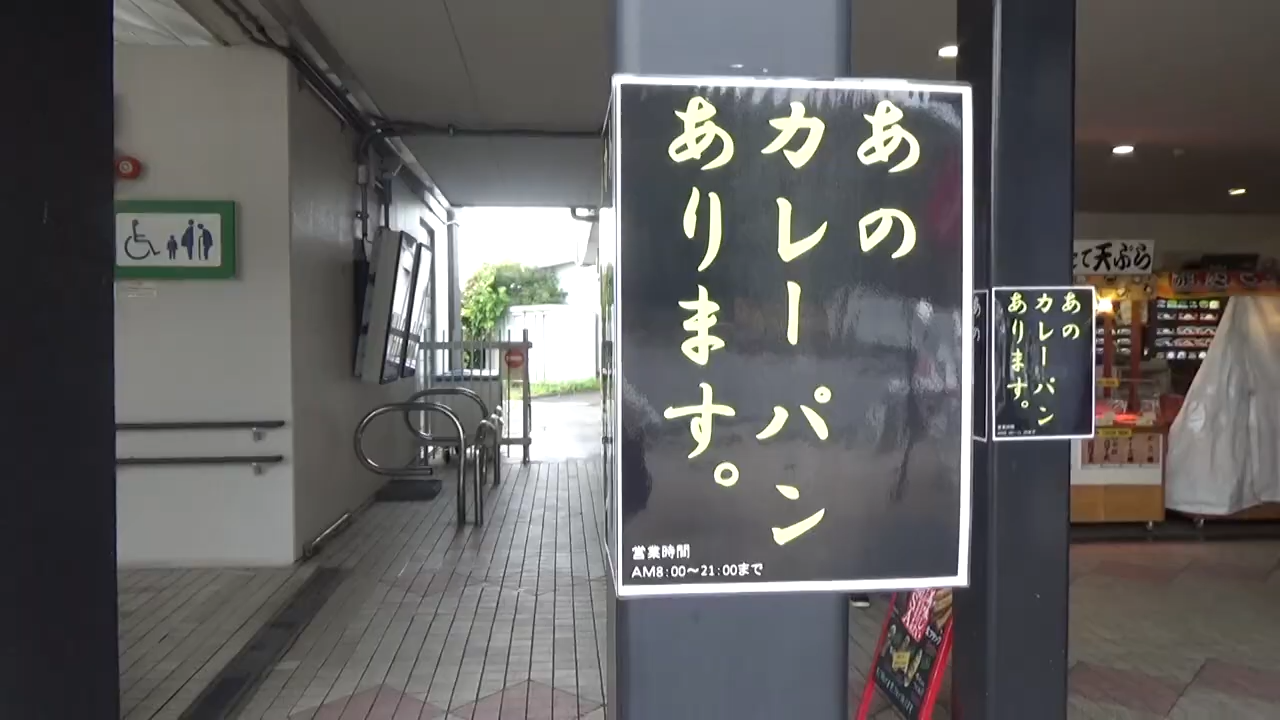 あの
カレーパン
あります。
営業時間
AM8:00〜21:00まで
あの
カレーパン
あります。
て天ぷら